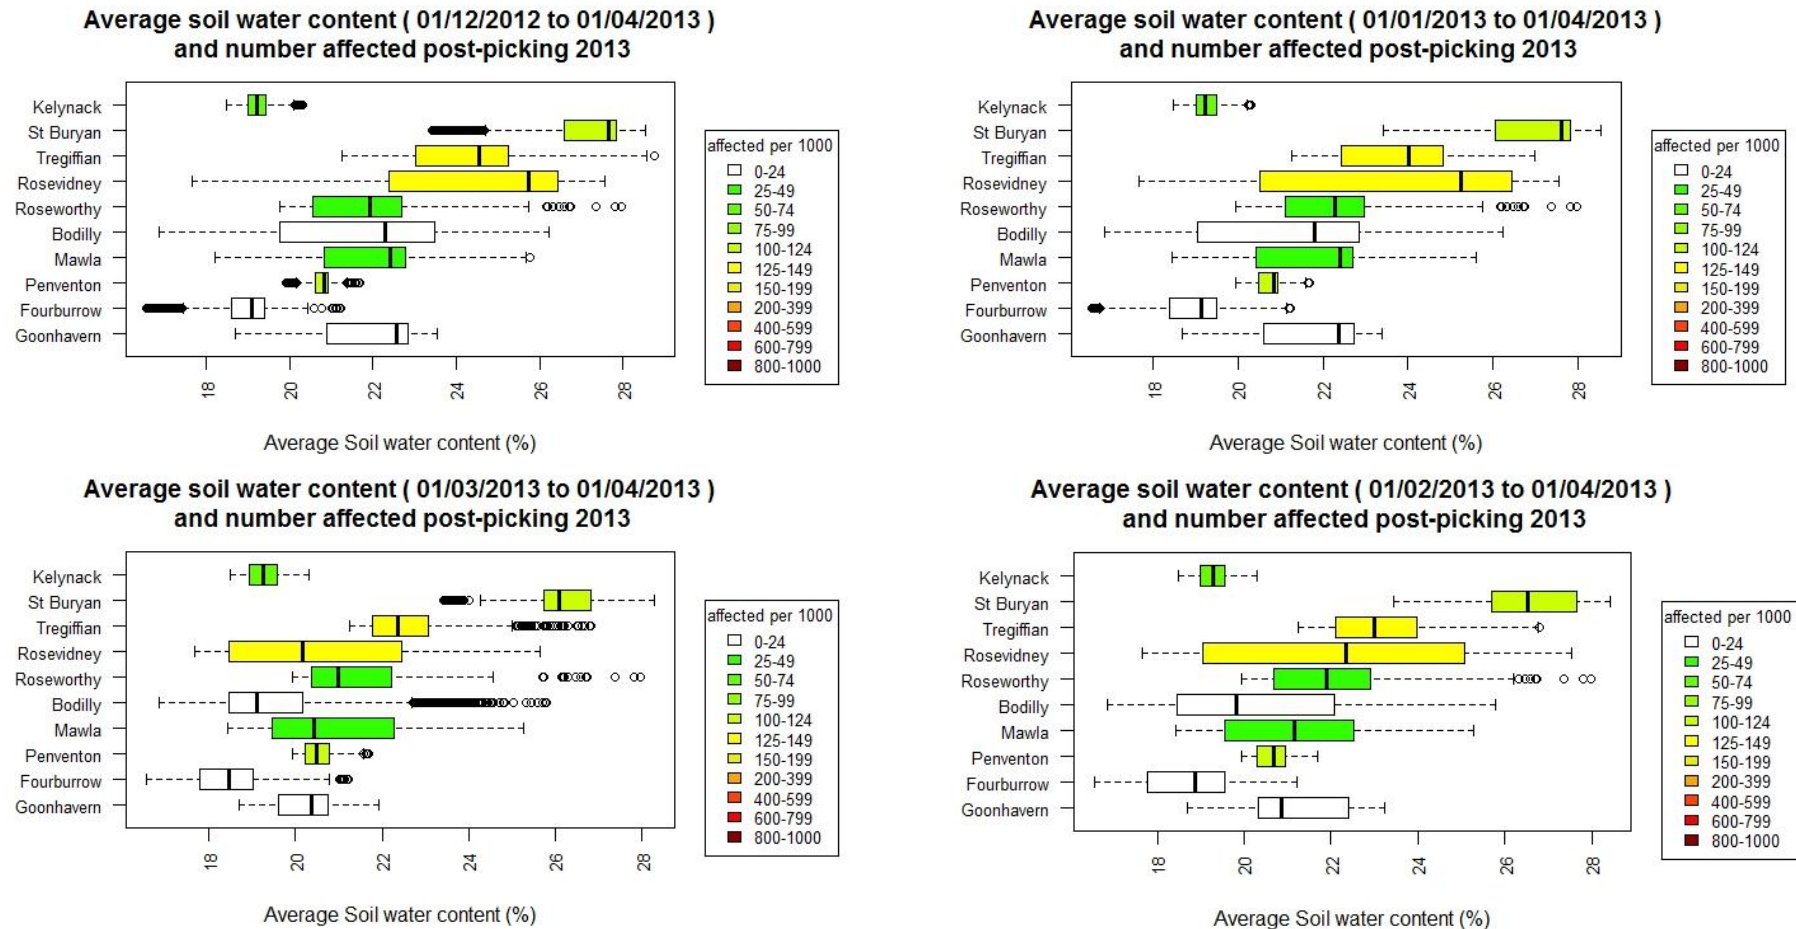 Average soil water content ( 01/12/2012 to 01/04/2013 )
and number affected post-picking 2013
Kelynack
St Buryan
Tregiffian
Rosevidney
Roseworthy
Bodilly
Mawla
Penventon
Fourburrow
Goonhavern
18
20
22
24
26
28
Average Soil water content (%)
affected per 1000
0-24
25-49
50-74
75-99
100-124
125-149
150-199
200-399
400-599
600-799
800-1000
Average soil water content ( 01/01/2013 to 01/04/2013 )
and number affected post-picking 2013
Kelynack
St Buryan
Tregiffian
Rosevidney
Roseworthy
Bodilly
Mawla
Penventon
Fourburrow
Goonhavern
18
20
22
24
26
28
Average Soil water content (%)
affected per 1000
0-24
25-49
50-74
75-99
100-124
125-149
150-199
200-399
400-599
600-799
800-1000
Average soil water content ( 01/03/2013 to 01/04/2013 )
and number affected post-picking 2013
Kelynack
St Buryan
Tregiffian
Rosevidney
Roseworthy
Bodilly
Mawla
Penventon
Fourburrow
Goonhavern
18
20
22
24
26
28
Average Soil water content (%)
affected per 1000
0-24
25-49
50-74
75-99
100-124
125-149
150-199
200-399
400-599
600-799
800-1000
Average soil water content ( 01/02/2013 to 01/04/2013 )
and number affected post-picking 2013
Kelynack
St Buryan
Tregiffian
Rosevidney
Roseworthy
Bodilly
Mawla
Penventon
Fourburrow
Goonhavern
18
20
22
24
26
28
Average Soil water content (%)
affected per 1000
0-24
25-49
50-74
75-99
100-124
125-149
150-199
200-399
400-599
600-799
800-1000